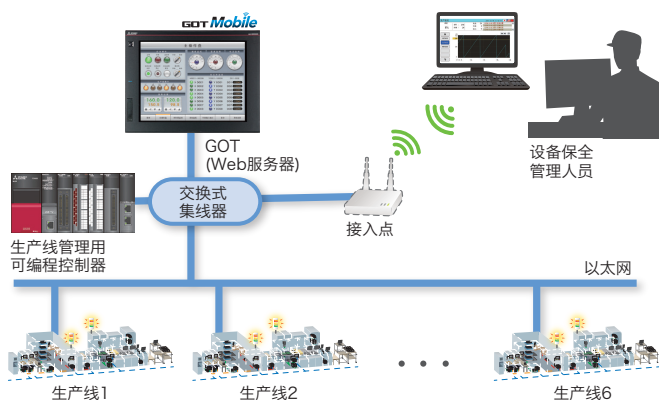 GOT Mobile
GOT
(Web服务器)
设备保全
管理人员
交换式
集线器
接入点
生产线管理用
可编程控制器
以太网
生产线1
生产线2
• • •
生产线6